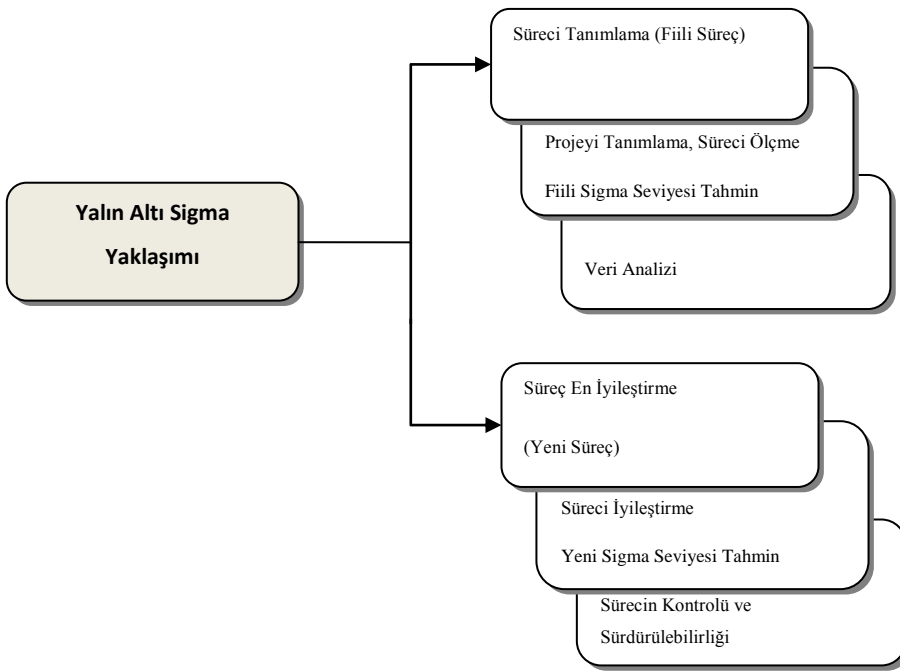 Süreci Tanımlama (Fiili Süreç)
Projeyi Tanımlama, Süreci Ölçme
Fiili Sigma Seviyesi Tahmin
Veri Analizi
Yalın Altı Sigma
Yaklaşımı
Süreç En İyileştirme
(Yeni Süreç)
Süreci İyileştirme
Yeni Sigma Seviyesi Tahmin
Sürecin Kontrolü ve
Sürdürülebilirliği